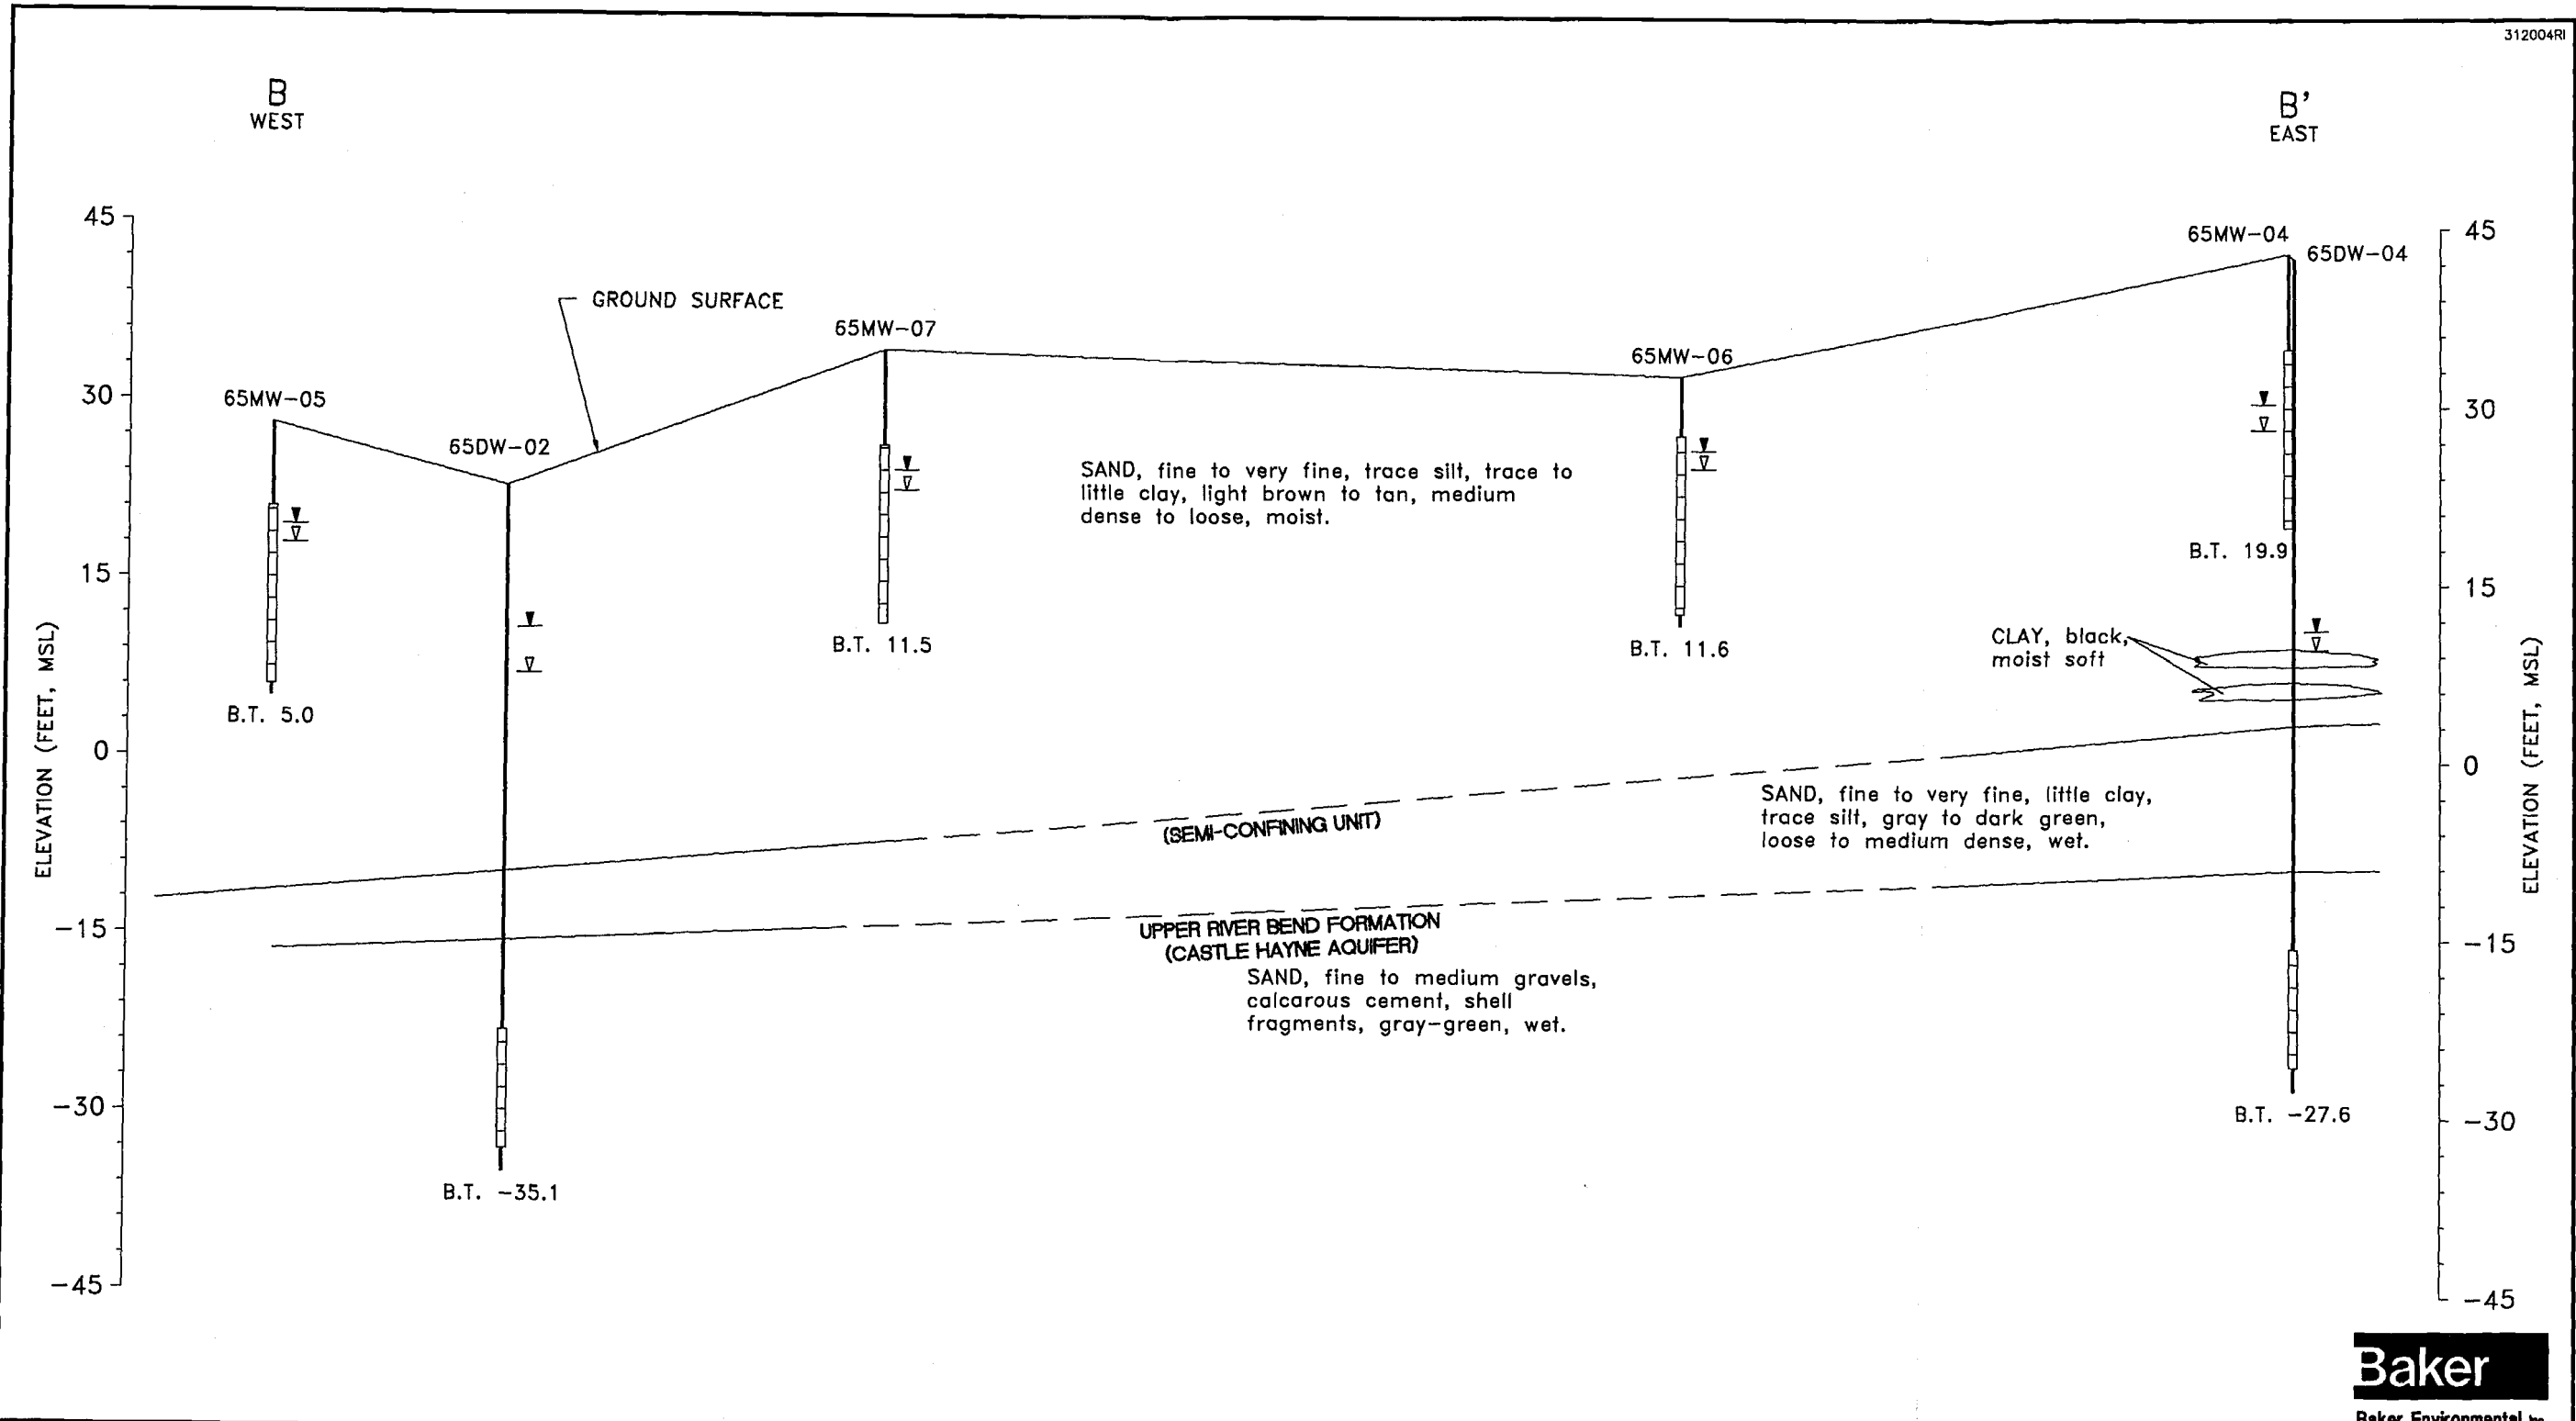 312004RI
B
WEST
B'
EAST
45
30
15
0
-15
-30
-45
ELEVATION (FEET, MSL)
65MW-05
65DW-02
GROUND SURFACE
65MW-07
65MW-06
65MW-04
65DW-04
SAND, fine to very fine, trace silt, trace to
little clay, light brown to tan, medium
dense to loose, moist.
B.T. 5.0
B.T. 11.5
B.T. 11.6
B.T. 19.9
CLAY, black,
moist soft
(SEMI-CONFINING UNIT)
SAND, fine to very fine, little clay,
trace silt, gray to dark green,
loose to medium dense, wet.
UPPER RIVER BEND FORMATION
(CASTLE HAYNE AQUIFER)
SAND, fine to medium gravels,
calcarous cement, shell
fragments, gray-green, wet.
B.T. -35.1
B.T. -27.6
45
30
15
0
-15
-30
-45
ELEVATION (FEET, MSL)
Baker
Baker Environmental, Inc.